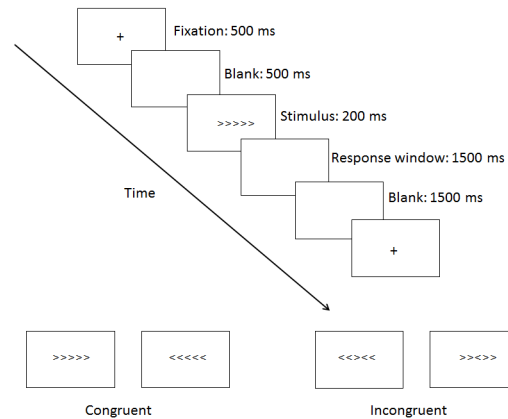 +
Fixation: 500 ms
Blank: 500 ms
>>>>>
Stimulus: 200 ms
Response window: 1500 ms
Time
Blank: 1500 ms
+
>>>>>
<<<<<
<<><<
>><>>
Congruent
Incongruent